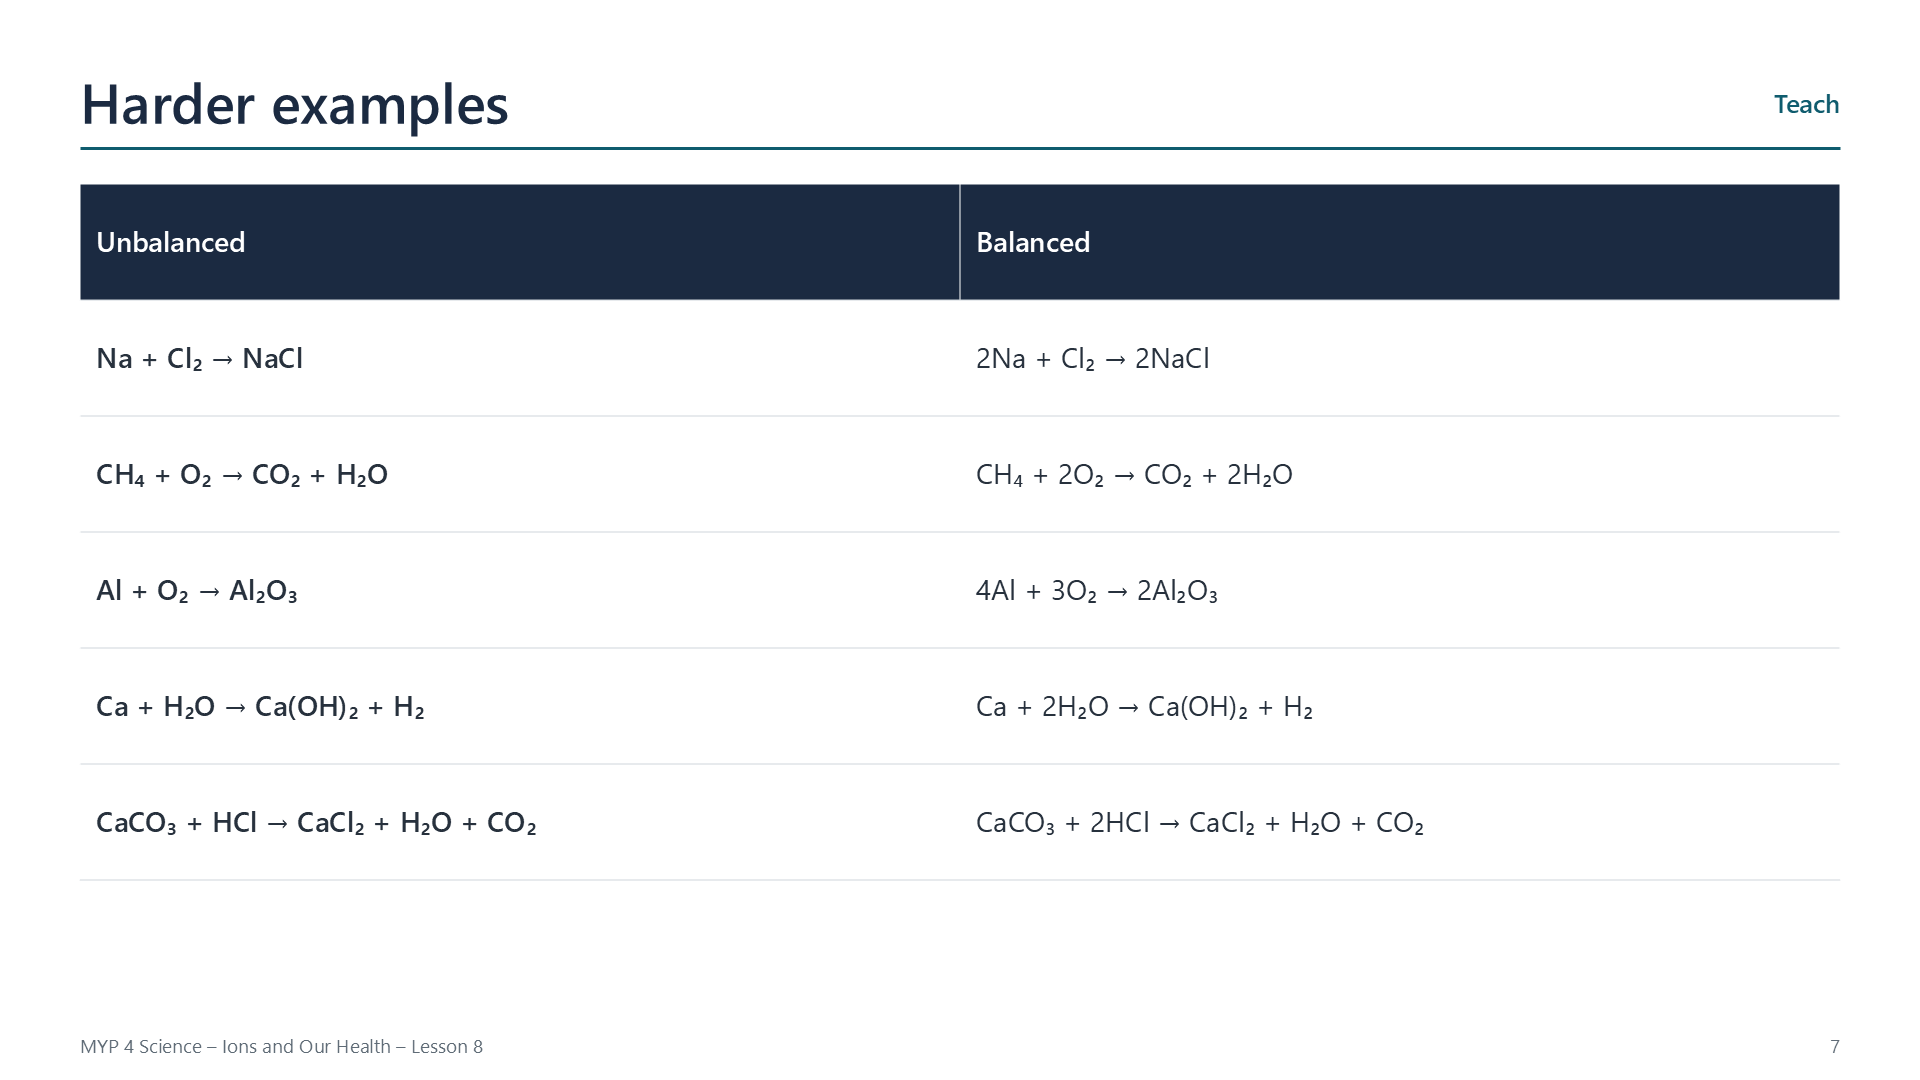 Harder examples
Teach
Unbalanced
Balanced
Na + Cl₂ → NaCl
2Na + Cl₂ → 2NaCl
CH₄ + O₂ → CO₂ + H₂O
CH₄ + 2O₂ → CO₂ + 2H₂O
Al + O₂ → Al₂O₃
4Al + 3O₂ → 2Al₂O₃
Ca + H₂O → Ca(OH)₂ + H₂
Ca + 2H₂O → Ca(OH)₂ + H₂
CaCO₃ + HCl → CaCl₂ + H₂O + CO₂
CaCO₃ + 2HCl → CaCl₂ + H₂O + CO₂
MYP 4 Science – Ions and Our Health – Lesson 8
7